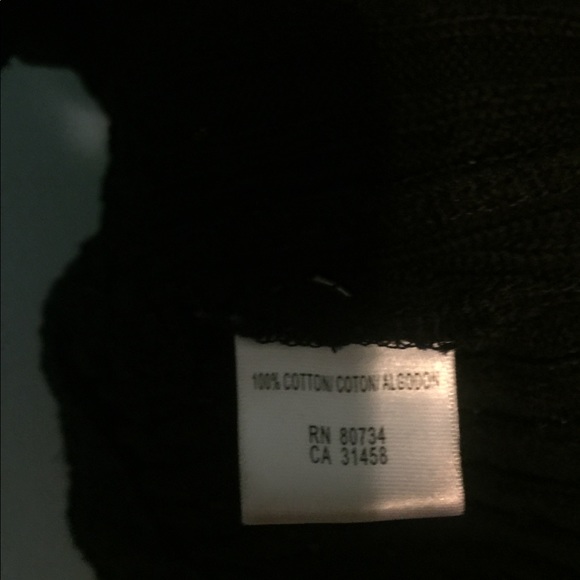 100% COTTON/ COTON/ ALGODON
RN 80734
CA 31458